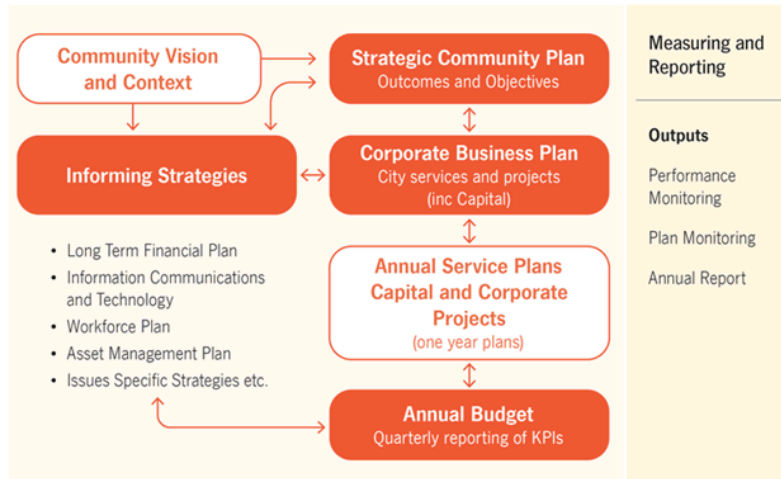 Community Vision
and Context
Strategic Community Plan
Outcomes and Objectives
Informing Strategies
Corporate Business Plan
City services and projects
(inc Capital)
• Long Term Financial Plan
• Information Communications
and Technology
• Workforce Plan
• Asset Management Plan
• Issues Specific Strategies etc.
Annual Service Plans
Capital and Corporate
Projects
(one year plans)
Annual Budget
Quarterly reporting of KPIs
Measuring and
Reporting
Outputs
Performance
Monitoring
Plan Monitoring
Annual Report